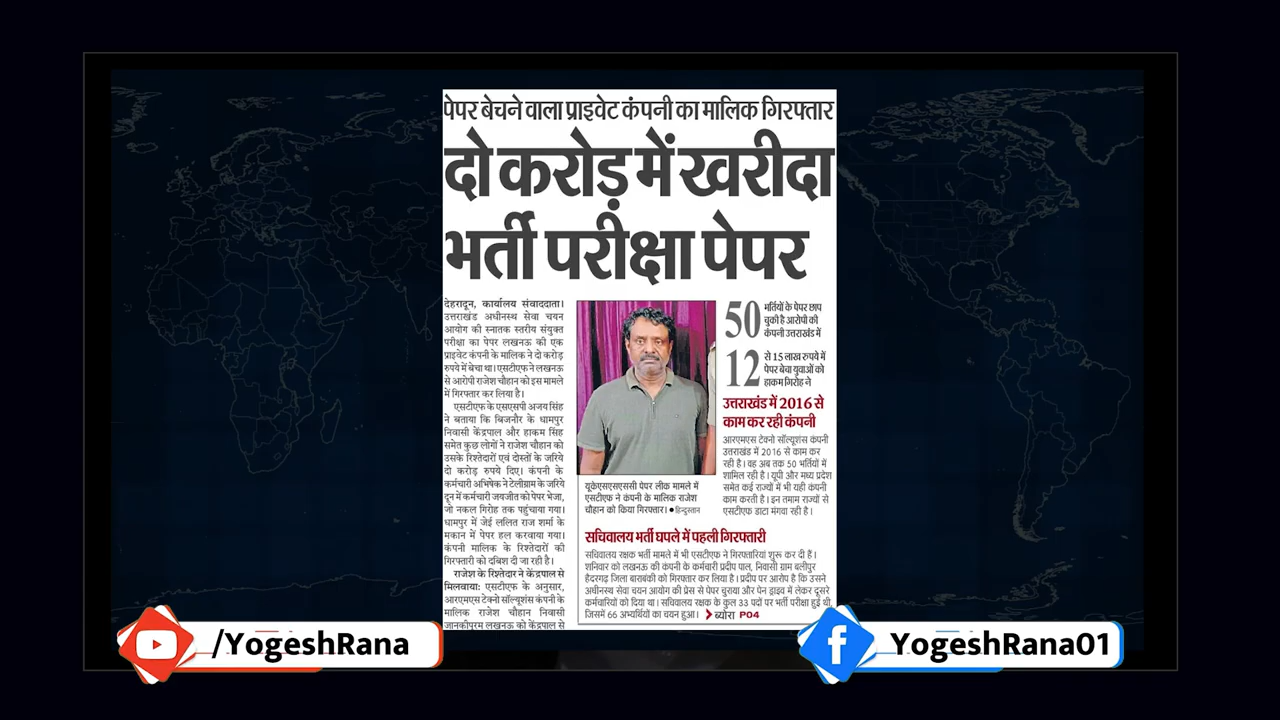 पेपर बेचने वाला प्राइवेट कंपनी का मालिक गिरफ्तार
दो करोड़ में खरीदा
भर्ती परीक्षा पेपर
देहरादून, कार्यालय संवाददाता।
उत्तराखंड अधीनस्थ सेवा चयन
आयोग की स्नातक स्तरीय संयुक्त
परीक्षा का पेपर लखनऊ की एक
प्राइवेट कंपनी के मालिक ने दो करोड़
रुपये में बेचा था। एसटीएफ ने लखनऊ
से आरोपी राजेश चौहान को इस मामले
में गिरफ्तार कर लिया है।
एसटीएफ के एसएसपी अजय सिंह
ने बताया कि बिजनौर के धामपुर
निवासी केंद्रपाल और हाकम सिंह
समेत कुछ लोगों ने राजेश चौहान को
उसके रिश्तेदारों एवं दोस्तों के जरिये
दो करोड़ रुपये दिए। कंपनी के
कर्मचारी अभिषेक ने टेलीग्राम के जरिये
दून में कर्मचारी जयजीत को पेपर भेजा,
जो नकल गिरोह तक पहुंचाया गया।
धामपुर में जेई ललित राज शर्मा के
मकान में पेपर हल करवाया गया।
कंपनी मालिक के रिश्तेदारों की
गिरफ्तारी को दबिश दी जा रही है।
राजेश के रिश्तेदार ने केंद्रपाल से
मिलवाया: एसटीएफ के अनुसार,
आरएमएस टेक्नो सॉल्यूशंस कंपनी के
मालिक राजेश चौहान निवासी
जानकीपुरम लखनऊ को केंद्रपाल से
यूकेएसएसएससी पेपर लीक मामले में
एसटीएफ ने कंपनी के मालिक राजेश
चौहान को किया गिरफ्तार। ● हिन्दुस्तान
50 भर्तियों के पेपर छाप
चुकी है आरोपी की
कंपनी उत्तराखंड में
12 से 15 लाख रुपये में
पेपर बेचा युवाओं को
हाकम गिरोह ने
उत्तराखंड में 2016 से
काम कर रही कंपनी
आरएमएस टेक्नो सॉल्यूशंस कंपनी
उत्तराखंड में 2016 से काम कर
रही है। वह अब तक 50 भर्तियों में
शामिल रही है। यूपी और मध्य प्रदेश
समेत कई राज्यों में भी यही कंपनी
काम करती है। इन तमाम राज्यों से
एसटीएफ डाटा मंगवा रही है।
सचिवालय भर्ती घपले में पहली गिरफ्तारी
सचिवालय रक्षक भर्ती मामले में भी एसटीएफ ने गिरफ्तारियां शुरू कर दी हैं।
शनिवार को लखनऊ की कंपनी के कर्मचारी प्रदीप पाल, निवासी ग्राम बलीपुर
हैदरगढ़ जिला बाराबंकी को गिरफ्तार कर लिया है। प्रदीप पर आरोप है कि उसने
अधीनस्थ सेवा चयन आयोग की प्रेस से पेपर चुराया और पेन ड्राइव में लेकर दूसरे
कर्मचारियों को दिया था। सचिवालय रक्षक के कुल 33 पदों पर भर्ती परीक्षा हुई थी,
जिसमें 66 अभ्यर्थियों का चयन हुआ। ब्योरा P04
/YogeshRana
YogeshRana01